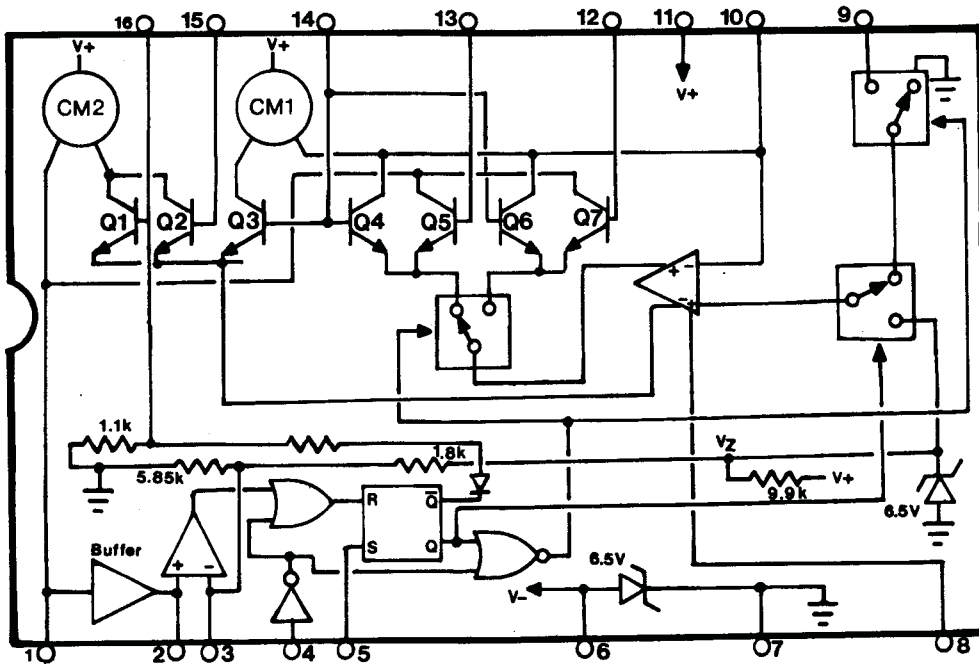 16 15 14 13 12 11 10 9
V+ V+
CM2 CM1 V+
Q1 Q2 Q3 Q4 Q5 Q6 Q7
+ -
-+
1.1k 1.8k VZ
5.85k 9.9k V+
R Q̅ 6.5V
Buffer S Q
+ - 6.5V
V-
1 2 3 4 5 6 7 8